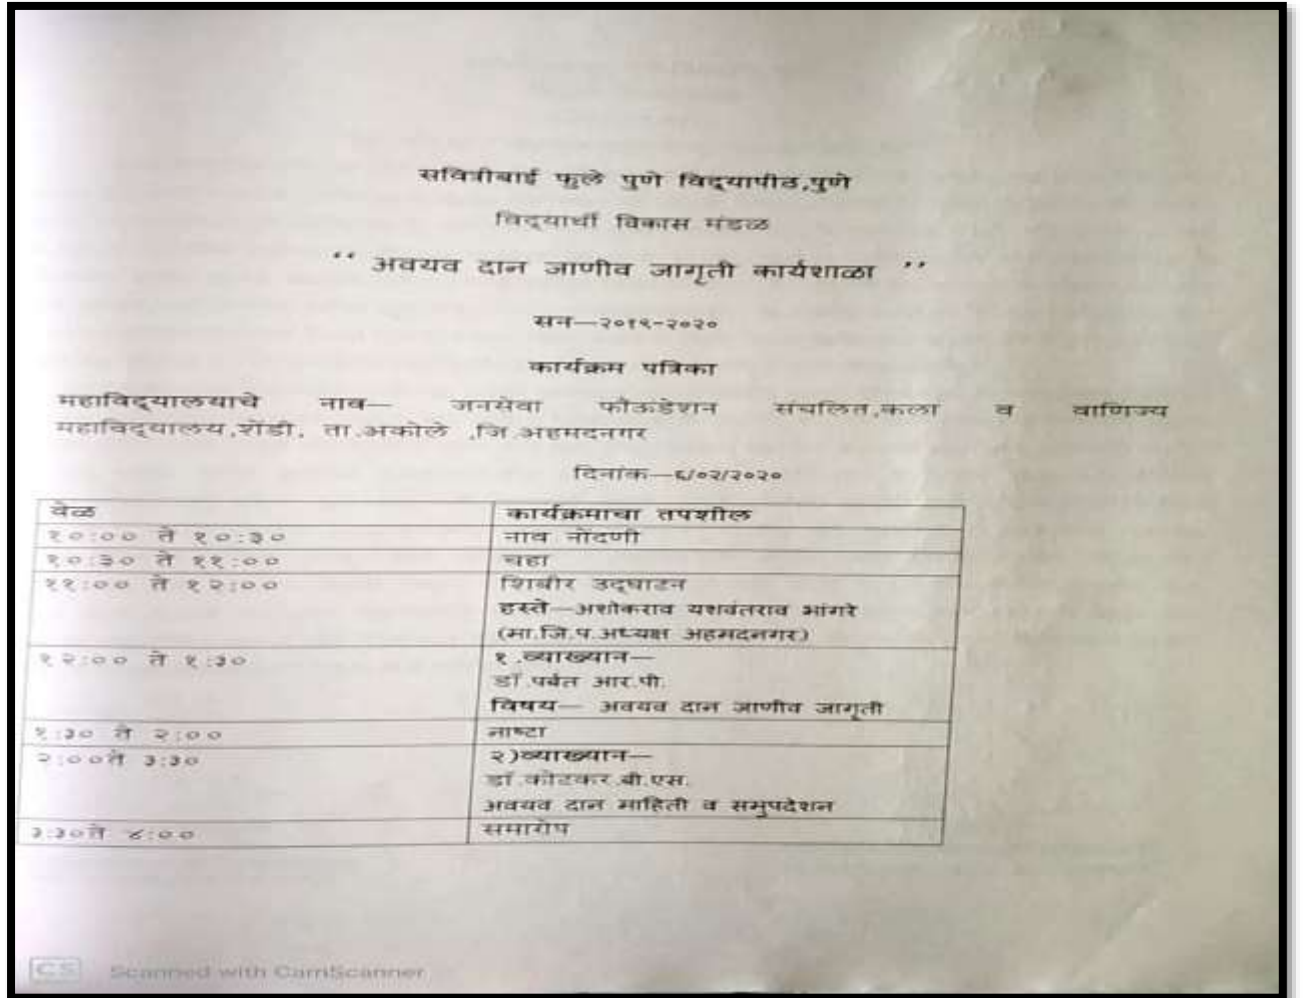 सवित्रीबाई फुले पुणे विद्यापीठ,पुणे
विद्यार्थी विकास मंडळ
‘‘ अवयव दान जाणीव जागृती कार्यशाळा ’’
सन—२०१९-२०२०
कार्यक्रम पत्रिका
महाविद्यालयाचे नाव— जनसेवा फौऊडेशन संचलित,कला व वाणिज्य
महाविद्यालय,शेंडी, ता.अकोले ,जि.अहमदनगर
दिनांक—६/०२/२०२०
वेळ कार्यक्रमाचा तपशील
१०:०० ते १०:३० नाव नोंदणी
१०:३० ते ११:०० चहा
११:०० ते १२:०० शिबीर उद्घाटन
हस्ते—अशोकराव यशवंतराव भांगरे
(मा.जि.प.अध्यक्ष अहमदनगर)
१२:०० ते १:३० १.व्याख्यान—
डॉ.पर्बत आर.पी.
विषय— अवयव दान जाणीव जागृती
१:३० ते २:०० नाष्टा
२:००ते ३:३० २)व्याख्यान—
डॉ.कोटकर.बी.एस.
अवयव दान माहिती व समुपदेशन
३:३०ते ४:०० समारोप
CS Scanned with CamScanner